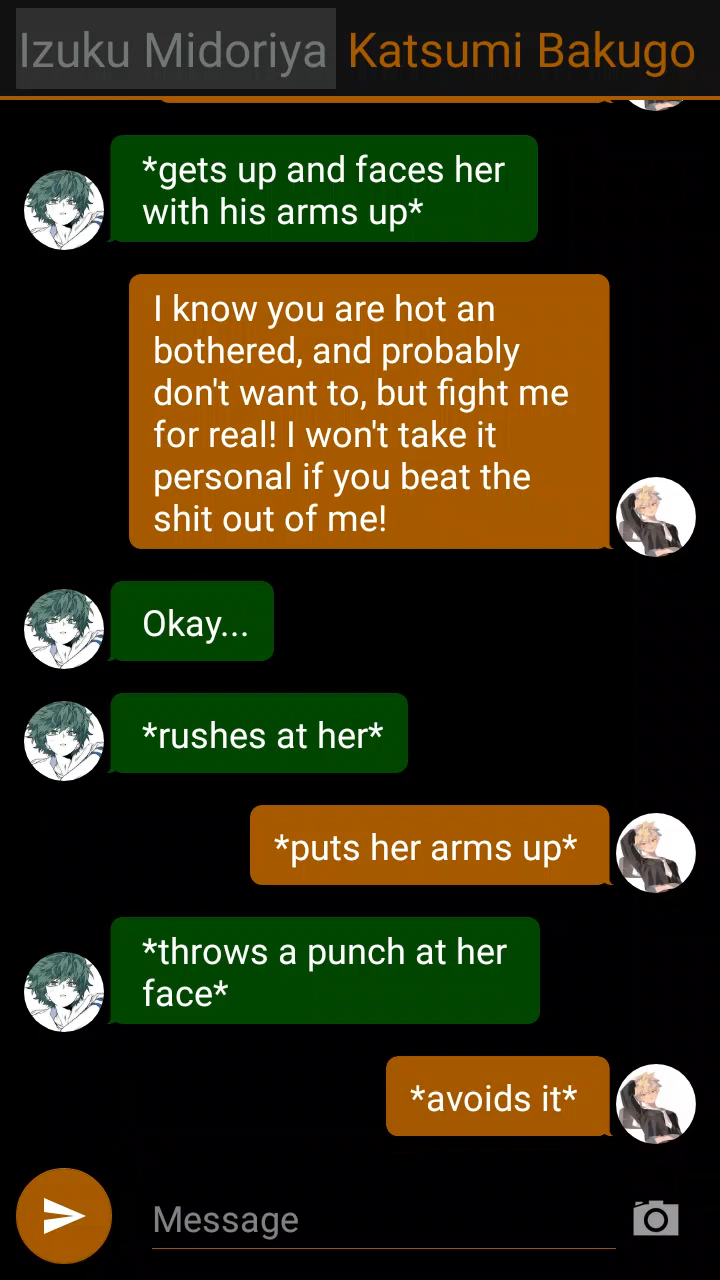 Izuku Midoriya Katsumi Bakugo
*gets up and faces her
with his arms up*
I know you are hot an
bothered, and probably
don't want to, but fight me
for real! I won't take it
personal if you beat the
shit out of me!
Okay...
*rushes at her*
*puts her arms up*
*throws a punch at her
face*
*avoids it*
Message